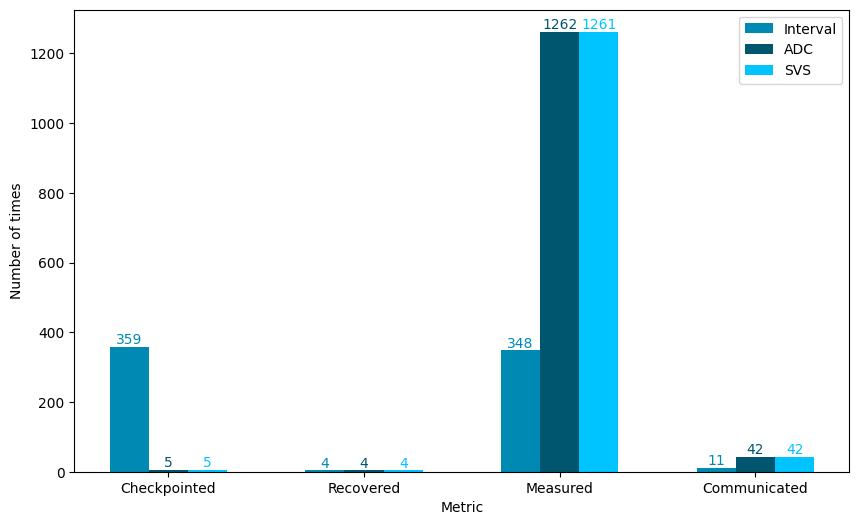 Interval
ADC
SVS
Number of times
1200
1000
800
600
400
200
0
359
5
5
4
4
4
348
1262
1261
11
42
42
Checkpointed
Recovered
Measured
Communicated
Metric